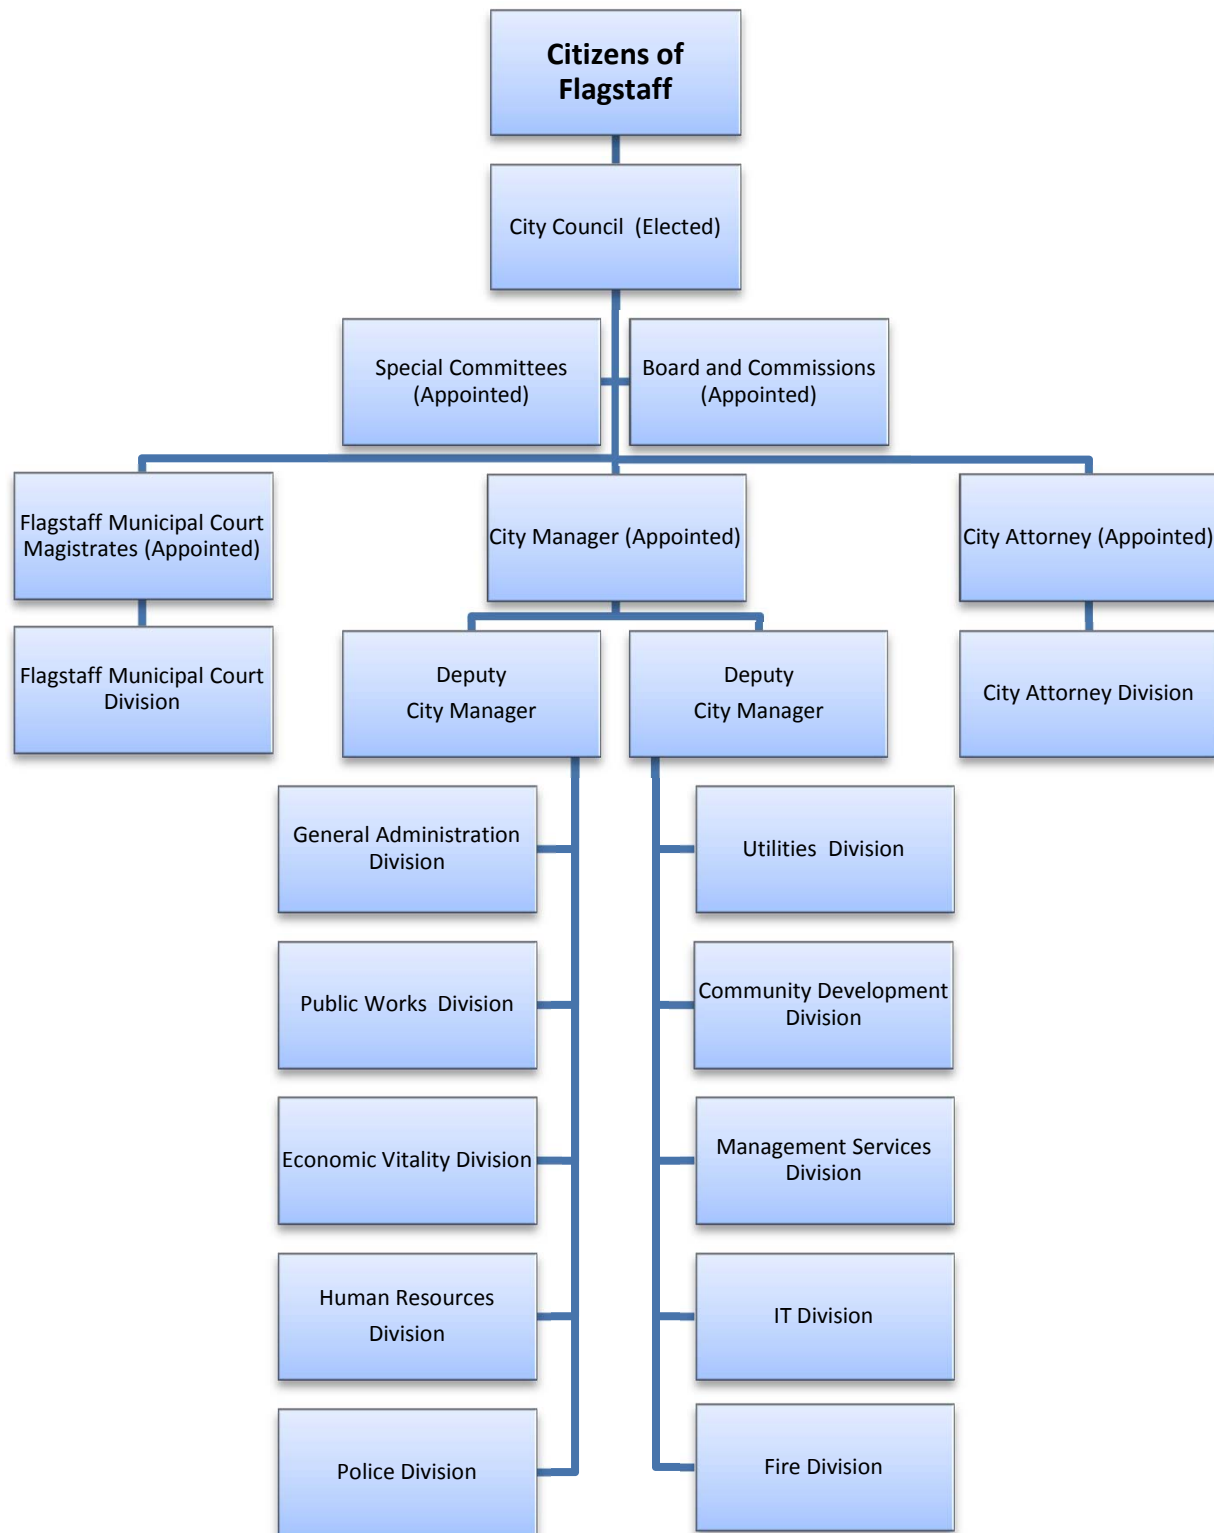 Citizens of
Flagstaff
City Council  (Elected)
Special Committees
(Appointed)
Board and Commissions
(Appointed)
Flagstaff Municipal Court
Magistrates (Appointed)
City Manager (Appointed)
City Attorney (Appointed)
Flagstaff Municipal Court
Division
Deputy
City Manager
Deputy
City Manager
City Attorney Division
General Administration
Division
Utilities  Division
Public Works  Division
Community Development
Division
Economic Vitality Division
Management Services
Division
Human Resources
Division
IT Division
Police Division
Fire Division